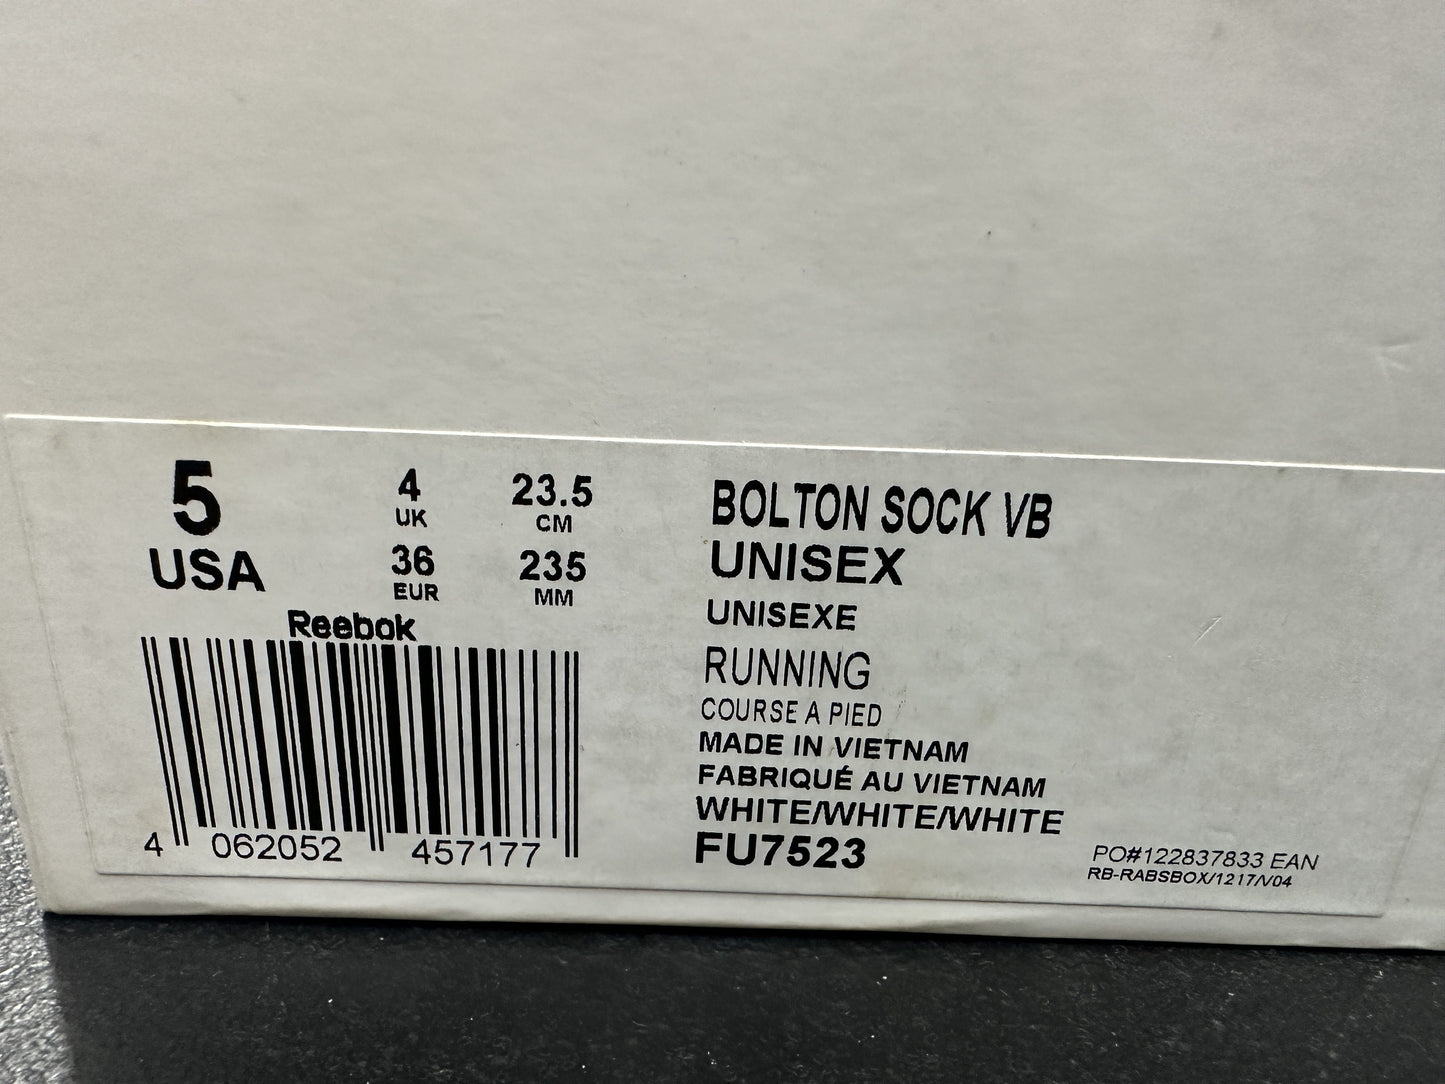 5
USA
4
UK
36
EUR
23.5
CM
235
MM
Reebok
4 062052 457177
BOLTON SOCK VB
UNISEX
UNISEXE
RUNNING
COURSE A PIED
MADE IN VIETNAM
FABRIQUÉ AU VIETNAM
WHITE/WHITE/WHITE
FU7523
PO#122837833 EAN
RB-RABSBOX/1217/V04